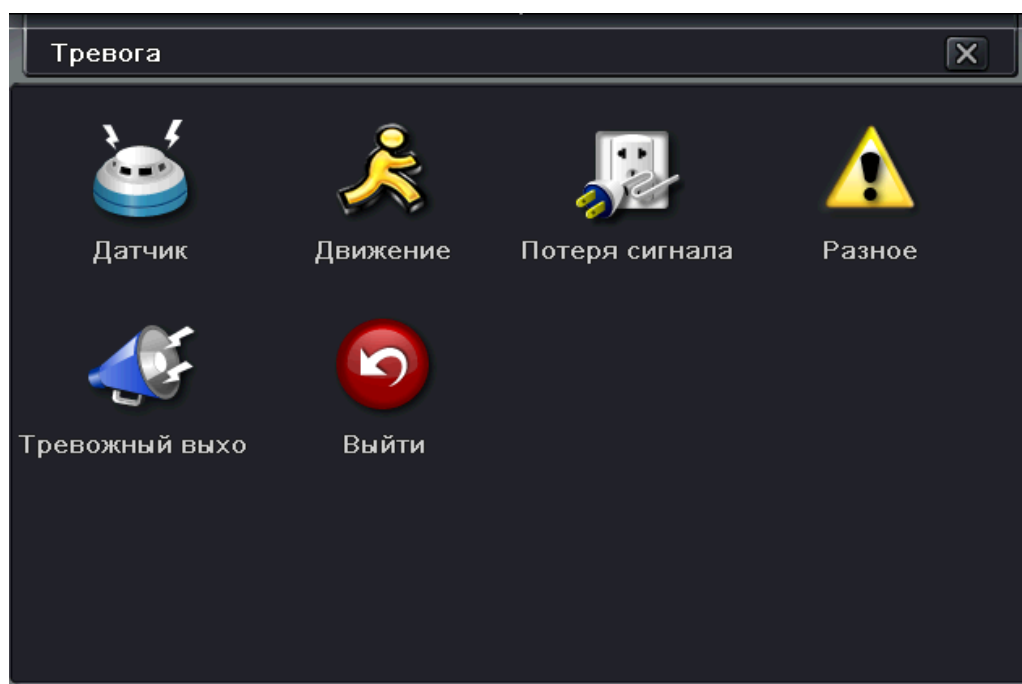 Тревога
Датчик Движение Потеря сигнала Разное
Тревожный выхо Выйти